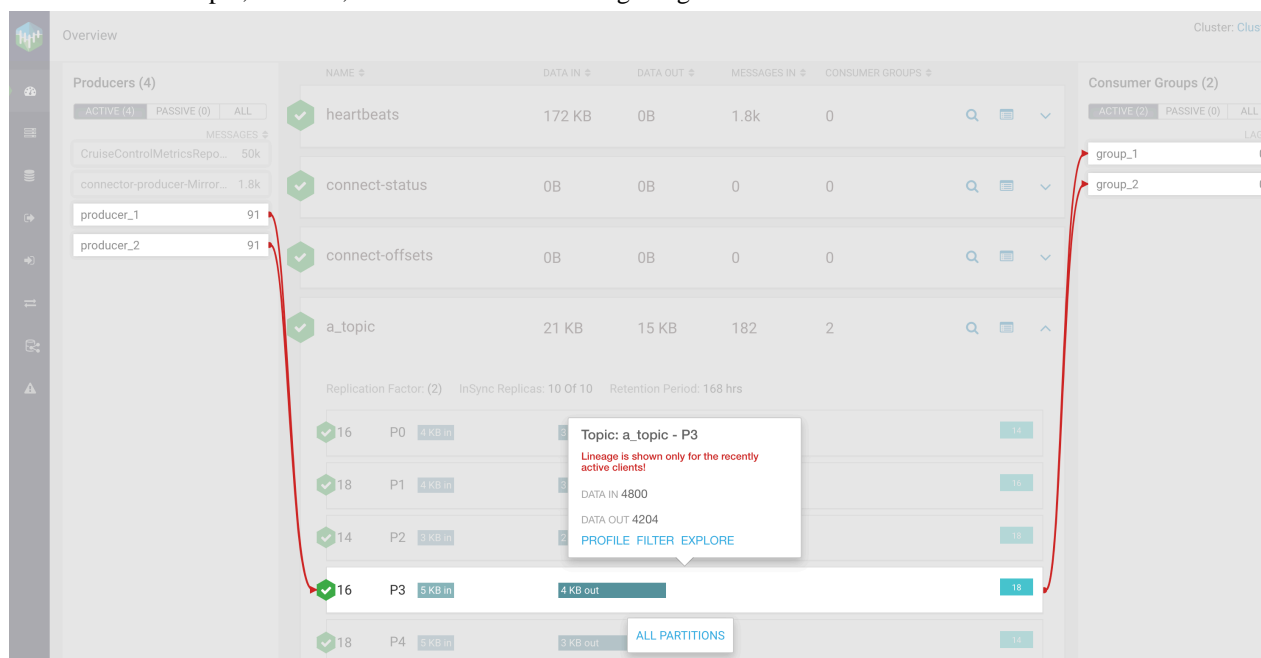 Overview
Cluster: Clus
Producers (4)
ACTIVE (4) PASSIVE (0) ALL
MESSAGES
CruiseControlMetricsRepo... 50k
connector-producer-Mirror... 1.8k
producer_1 91
producer_2 91
NAME DATA IN DATA OUT MESSAGES IN CONSUMER GROUPS
heartbeats 172 KB 0B 1.8k 0
connect-status 0B 0B 0 0
connect-offsets 0B 0B 0 0
a_topic 21 KB 15 KB 182 2
Replication Factor: (2) InSync Replicas: 10 Of 10 Retention Period: 168 hrs
16 P0 4 KB in 3 14
18 P1 4 KB in 3
14 P2 3 KB in 2
Topic: a_topic - P3
Lineage is shown only for the recently
active clients!
DATA IN 4800
DATA OUT 4204
PROFILE FILTER EXPLORE
16 P3 5 KB in 4 KB out 18
ALL PARTITIONS
18 P4 5 KB in 3 KB out
Consumer Groups (2)
ACTIVE (2) PASSIVE (0) ALL
LAG
group_1
group_2